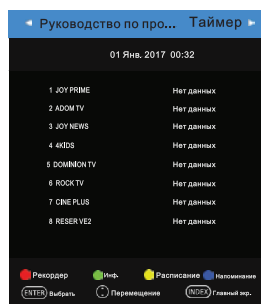 Руководство по про... Таймер
01 Янв. 2017 00:32
1 JOY PRIME Нет данных
2 ADOM TV Нет данных
3 JOY NEWS Нет данных
4 4KIDS Нет данных
5 DOMINION TV Нет данных
6 ROCK TV Нет данных
7 CINE PLUS Нет данных
8 RESER VE2 Нет данных
Рекордер Инф. Расписание Напоминание
ENTER Выбрать Перемещение INDEX Главный экр.